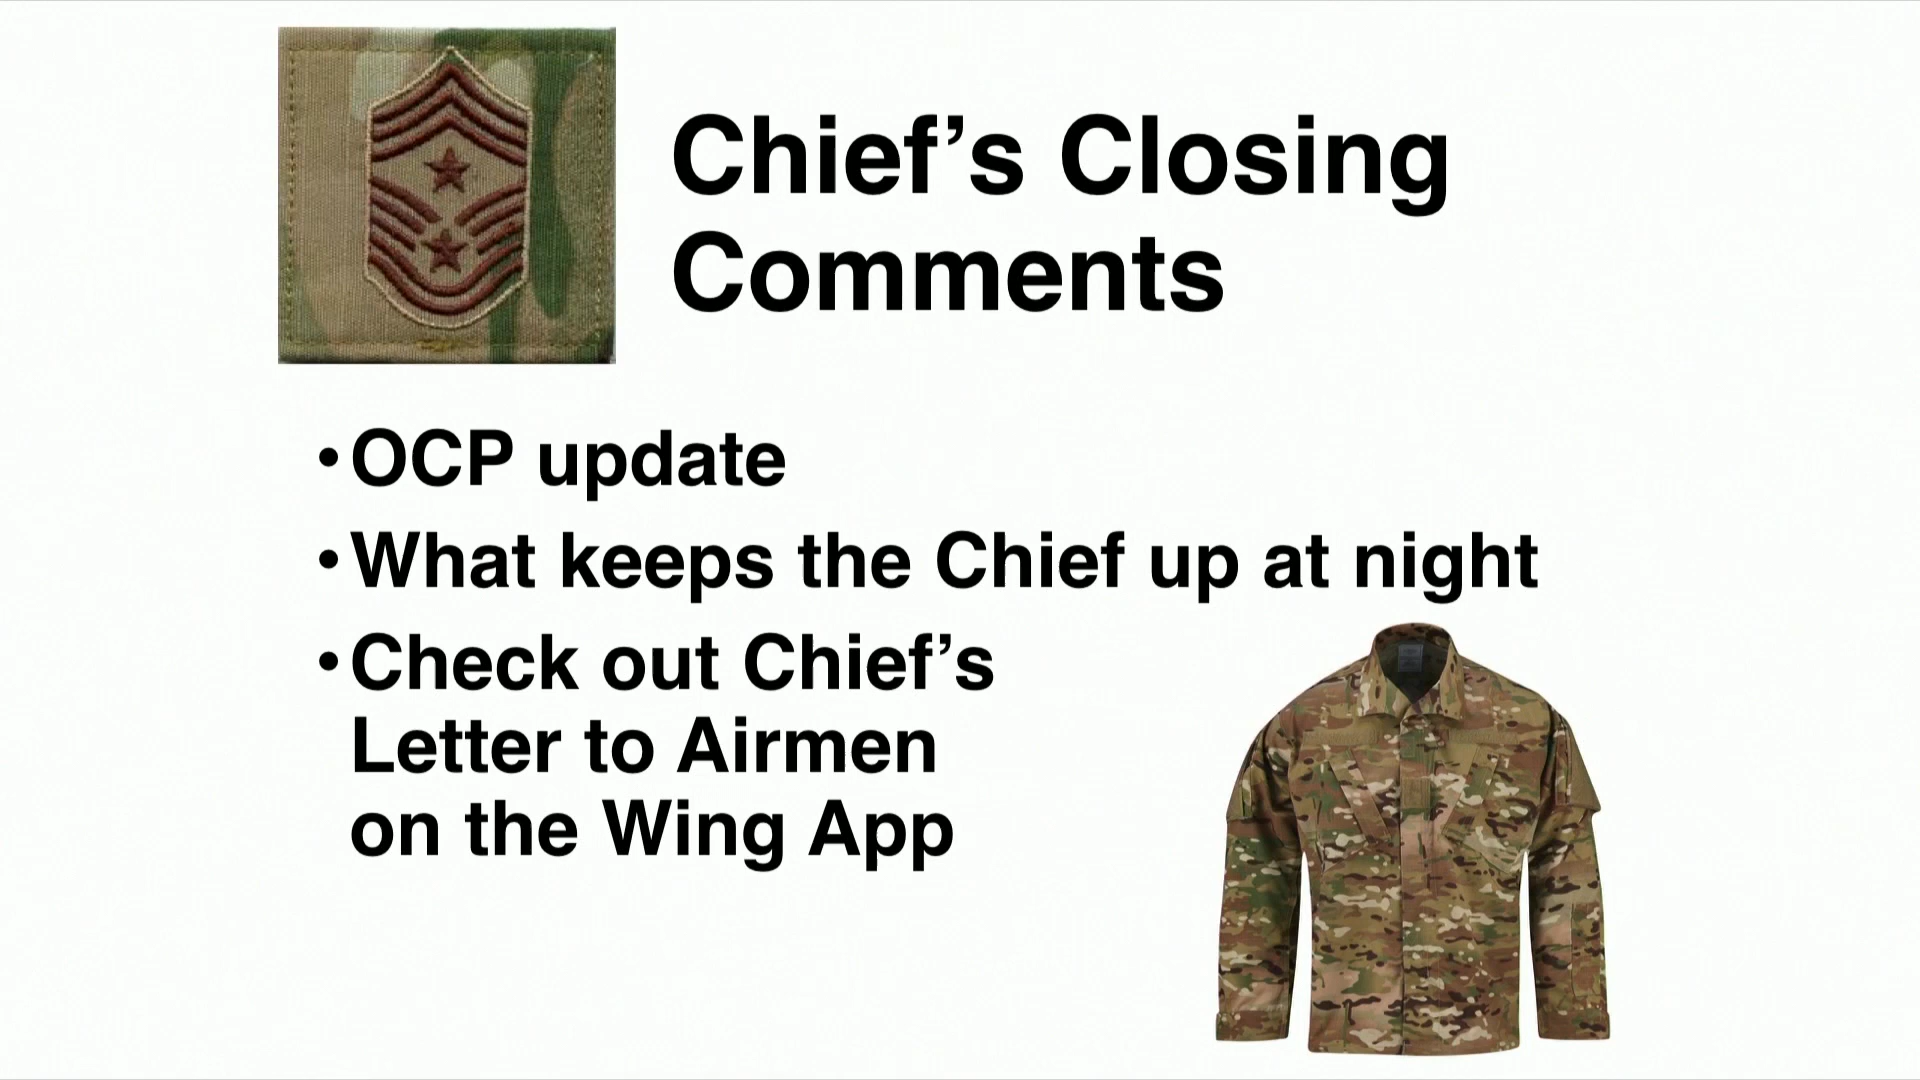 Chief’s Closing
Comments
• OCP update
• What keeps the Chief up at night
• Check out Chief’s
Letter to Airmen
on the Wing App